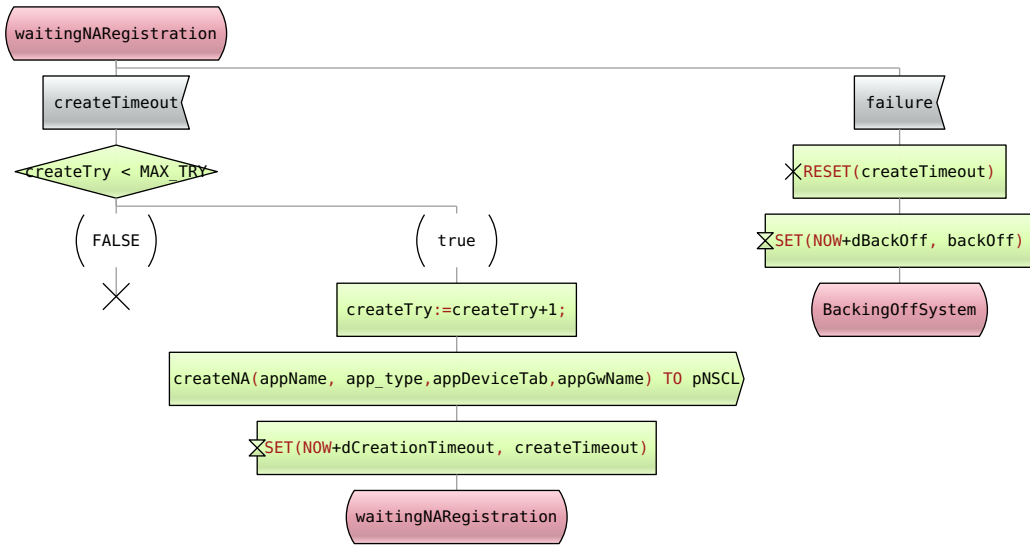 waitingNARegistration
createTimeout
failure
createTry < MAX_TRY
RESET(createTimeout)
FALSE
true
SET(NOW+dBackOff, backOff)
createTry:=createTry+1;
BackingOffSystem
createNA(appName, app_type,appDeviceTab,appGwName) TO pNSCL
SET(NOW+dCreationTimeout, createTimeout)
waitingNARegistration